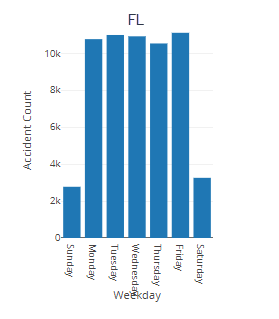 FL
Accident Count
10k
8k
6k
4k
2k
0
Sunday
Monday
Tuesday
Wednesday
Thursday
Friday
Saturday
Weekday